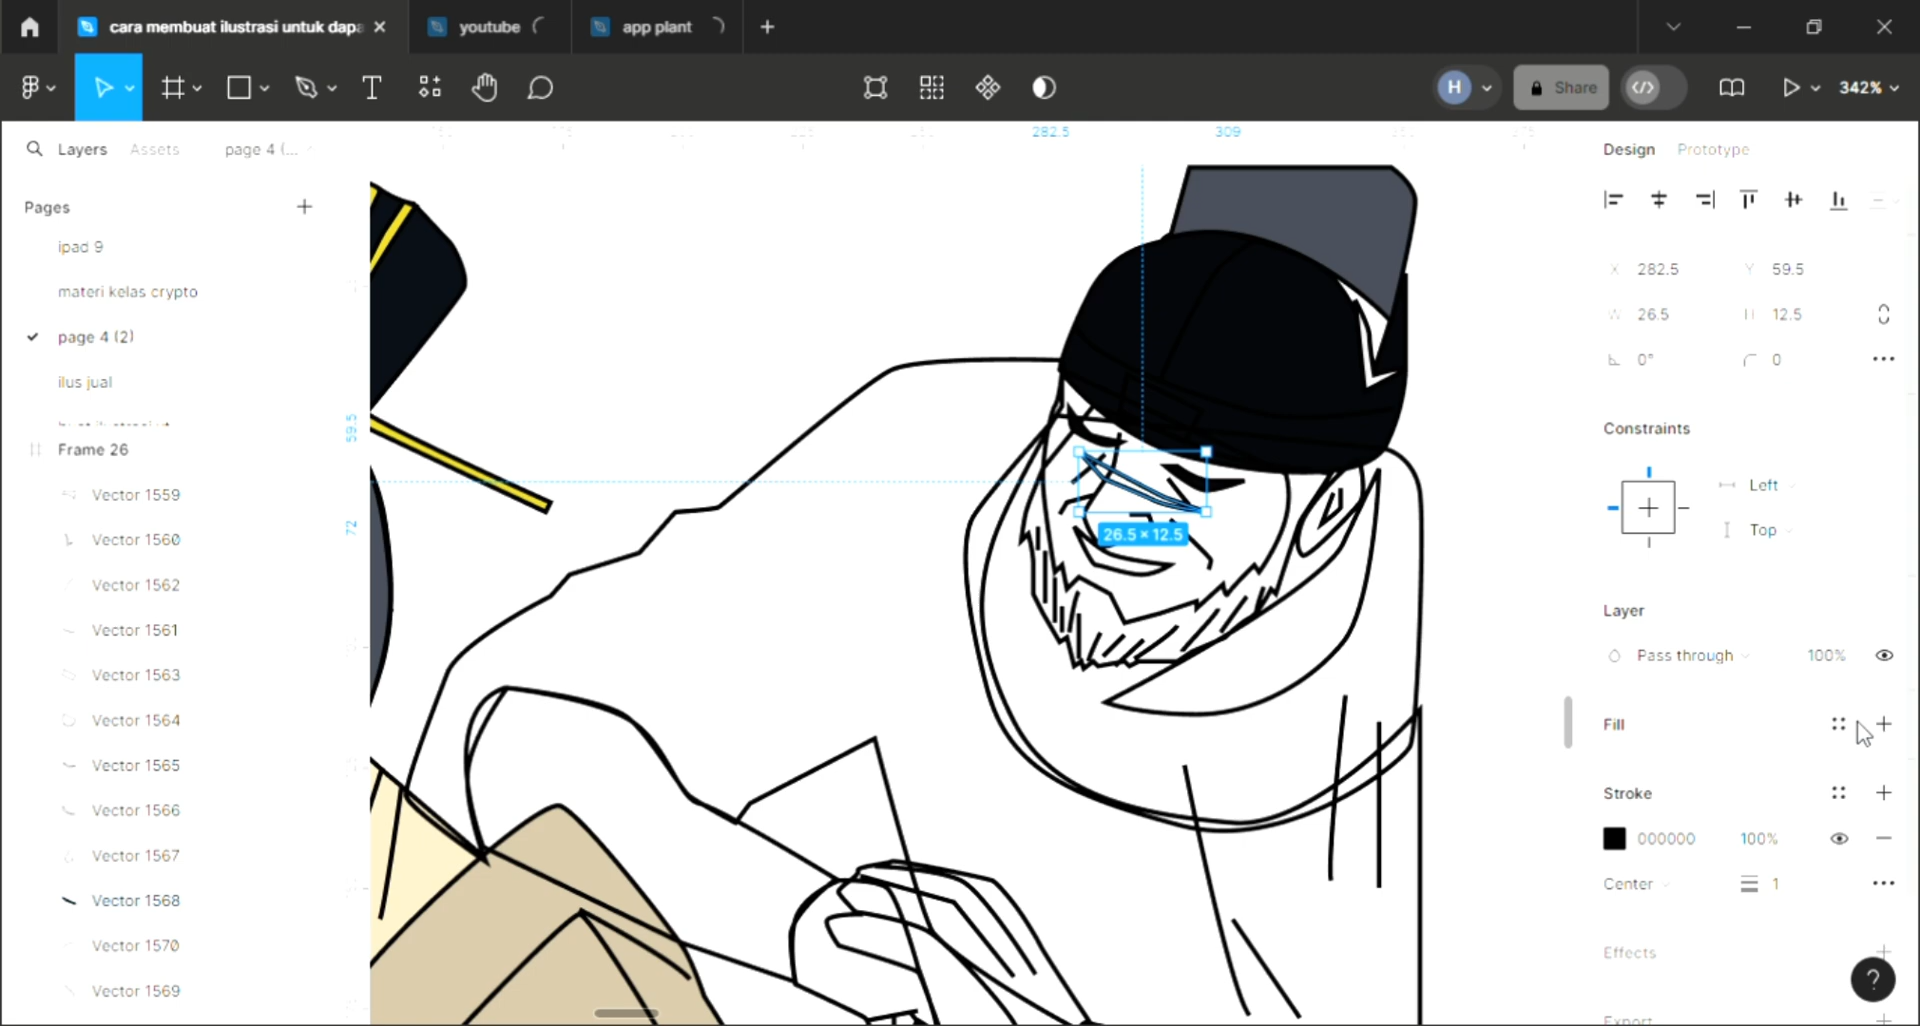 cara membuat ilustrasi untuk dapa
youtube
app plant
H
Share
342%
Layers
Assets
page 4 (...
282.5
309
Design
Prototype
Pages
ipad 9
materi kelas crypto
page 4 (2)
ilus jual
Frame 26
Vector 1559
Vector 1560
Vector 1562
Vector 1561
Vector 1563
Vector 1564
Vector 1565
Vector 1566
Vector 1567
Vector 1568
Vector 1570
Vector 1569
59.5
72
26.5 × 12.5
X 282.5
Y 59.5
W 26.5
H 12.5
0°
0
Constraints
Left
Top
Layer
Pass through
100%
Fill
Stroke
000000
100%
Center
1
Effects
Export
?